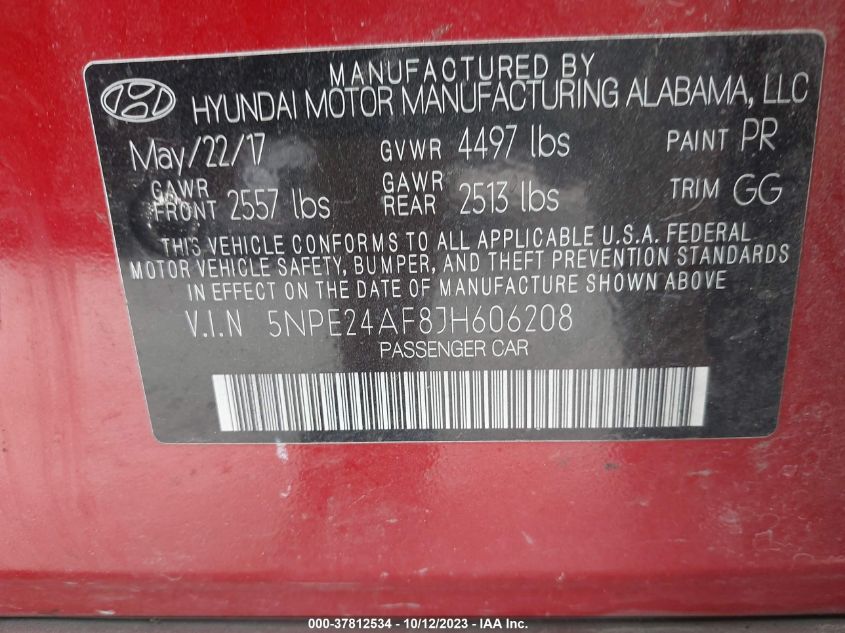 MANUFACTURED BY
HYUNDAI MOTOR MANUFACTURING ALABAMA, LLC
May/22/17 GVWR 4497 lbs PAINT PR
GAWR FRONT 2557 lbs GAWR REAR 2513 lbs TRIM GG
THIS VEHICLE CONFORMS TO ALL APPLICABLE U.S.A. FEDERAL
MOTOR VEHICLE SAFETY, BUMPER, AND THEFT PREVENTION STANDARDS
IN EFFECT ON THE DATE OF MANUFACTURE SHOWN ABOVE
V.I.N 5NPE24AF8JH606208
PASSENGER CAR
000-37812534 - 10/12/2023 - IAA Inc.